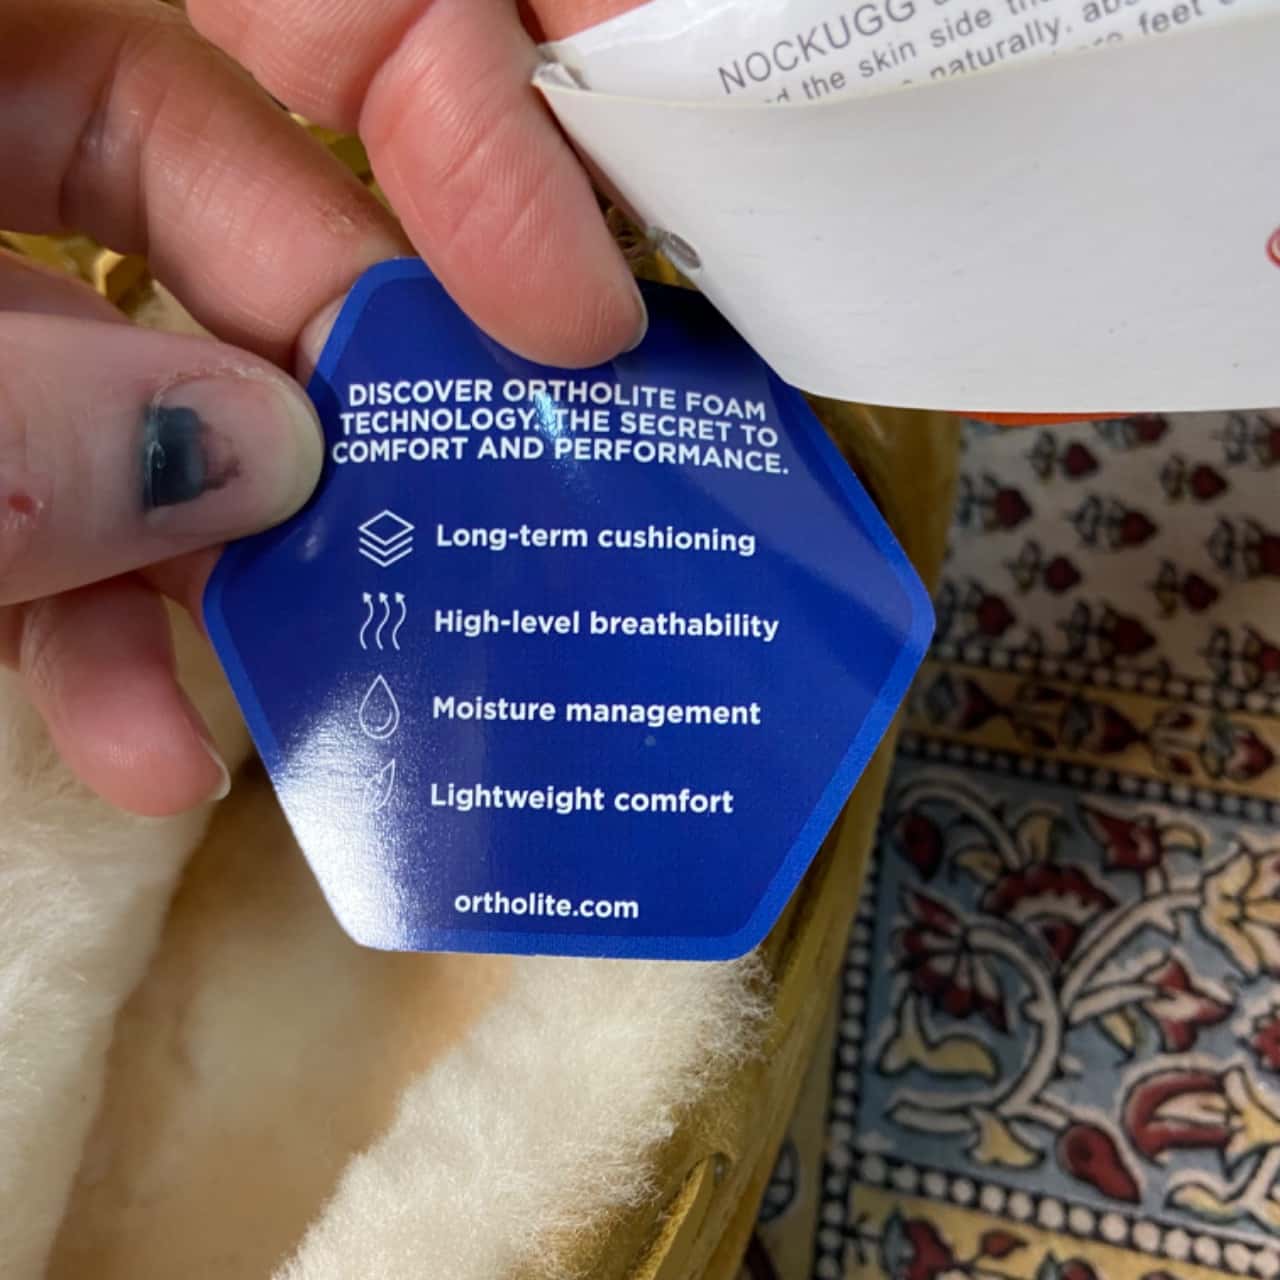 NOCKUGG
the skin side
naturally.
feet
DISCOVER ORTHOLITE FOAM
TECHNOLOGY. THE SECRET TO
COMFORT AND PERFORMANCE.
Long-term cushioning
High-level breathability
Moisture management
Lightweight comfort
ortholite.com